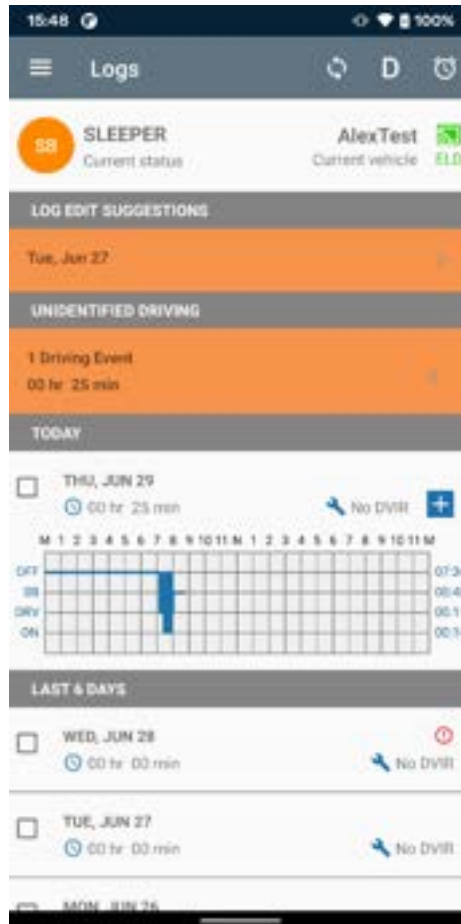 15:48 100%
Logs D
SB SLEEPER AlexTest
Current status Current vehicle ELD
LOG EDIT SUGGESTIONS
Tue, Jun 27
UNIDENTIFIED DRIVING
1 Driving Event
00 hr 25 min
TODAY
THU, JUN 29
00 hr 25 min No DVIR
M 1 2 3 4 5 6 7 8 9 10 11 N 1 2 3 4 5 6 7 8 9 10 11 M
OFF
SB
DRV
ON
LAST 6 DAYS
WED, JUN 28
00 hr 00 min No DVIR
TUE, JUN 27
00 hr 00 min No DVIR
MON, JUN 26